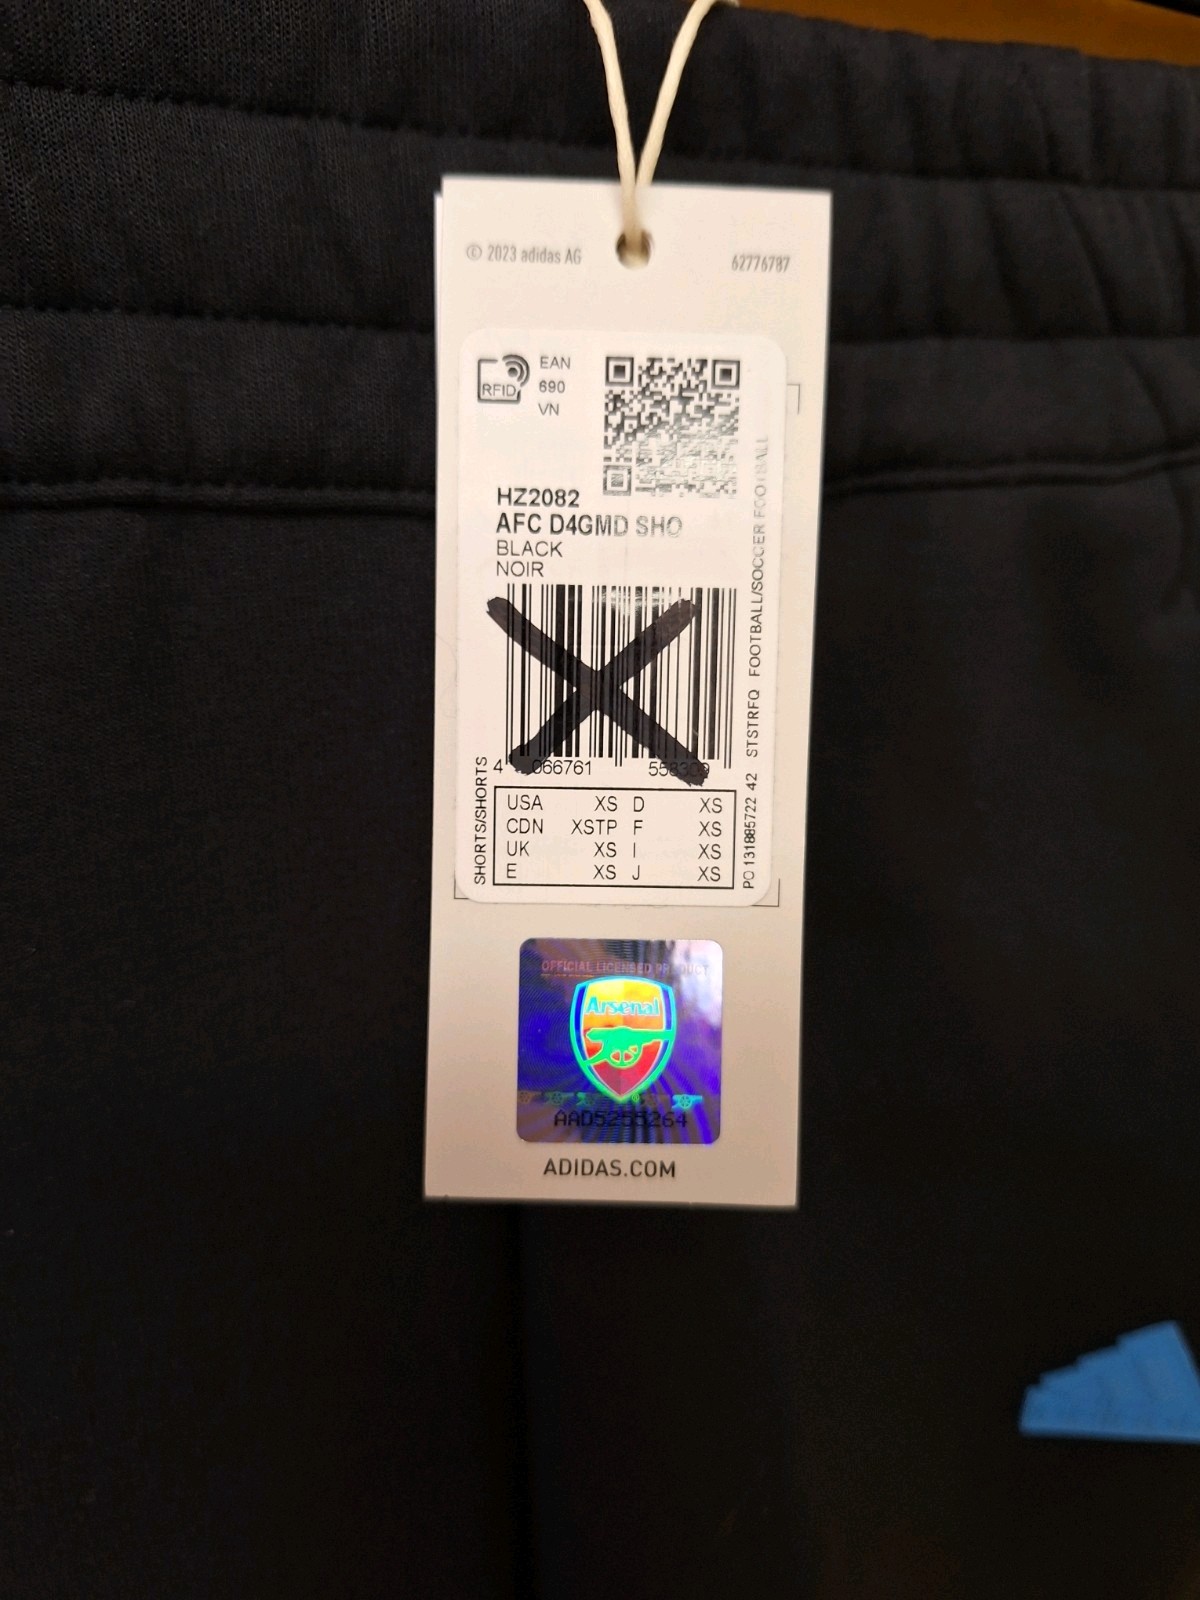 © 2023 adidas AG
62776787
RFID
EAN
690
VN
HZ2082
AFC D4GMD SHO
BLACK
NOIR
4 066761
SHORTS/SHORTS
USA XS D XS
CDN XSTP F XS
UK XS I XS
E XS J XS
PO 131885722 42 STSTRFQ FOOTBALL/SOCCER FOOTBALL
OFFICIAL LICENSED PRODUCT
Arsenal
AAD5255264
ADIDAS.COM